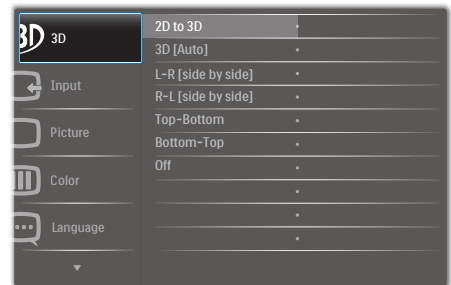 3D 3D
Input
Picture
Color
Language
2D to 3D
3D [Auto]
L-R [side by side]
R-L [side by side]
Top-Bottom
Bottom-Top
Off